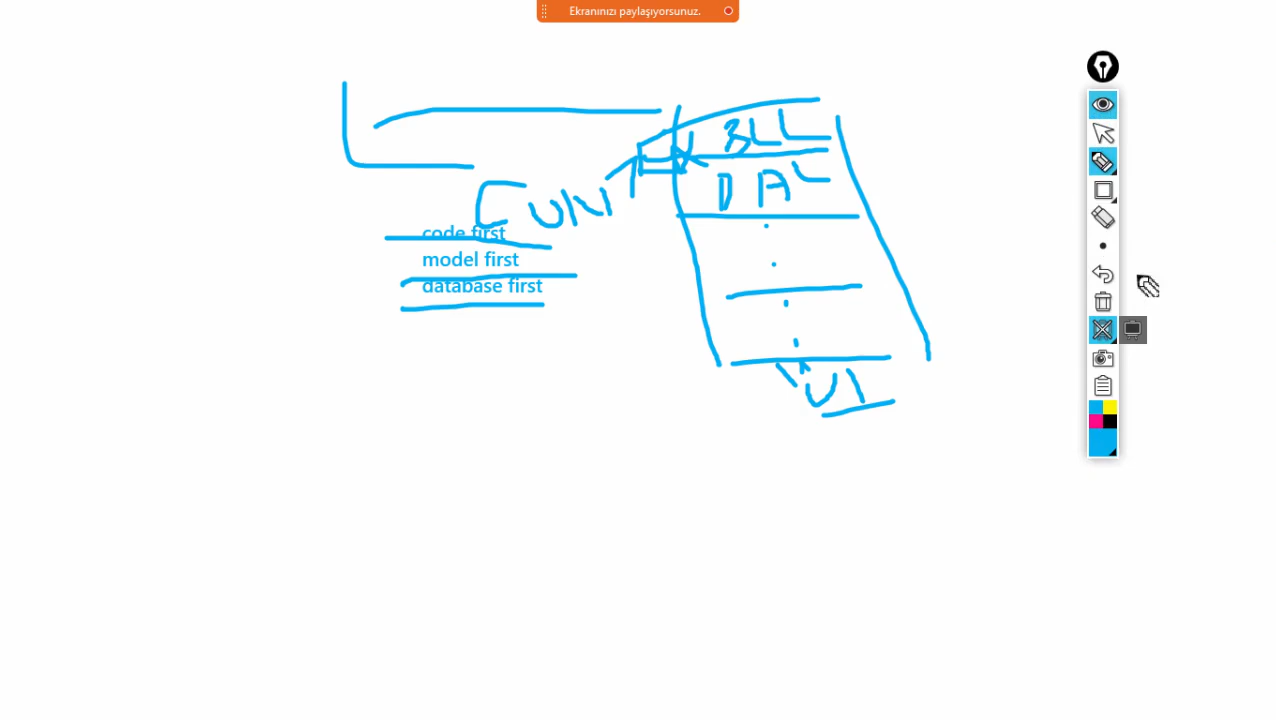 Ekranınızı paylaşıyorsunuz.
BLL
DAL
code first
model first
database first
UI